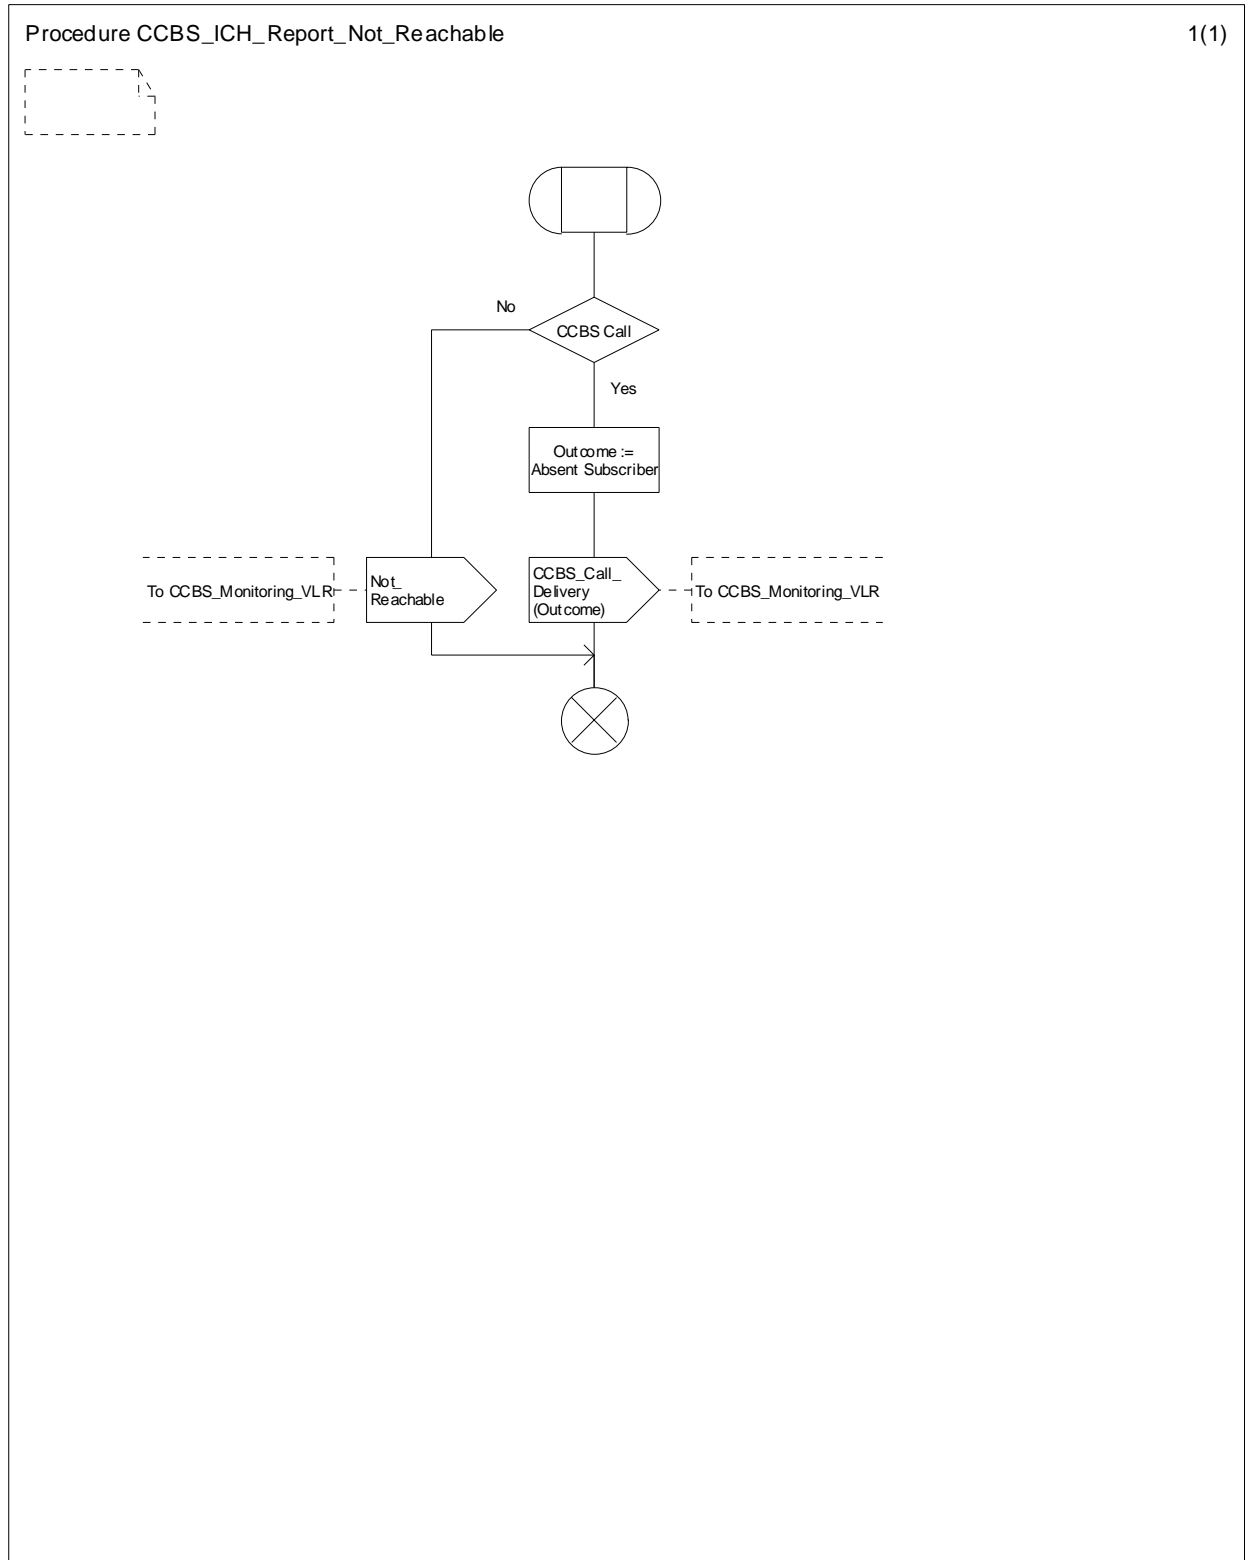 Procedure CCBS_ICH_Report_Not_Reachable
1(1)
No
CCBS Call
Yes
Outcome :=
Absent Subscriber
To CCBS_Monitoring_VLR
Not_
Reachable
CCBS_Call_
Delivery
(Outcome)
To CCBS_Monitoring_VLR